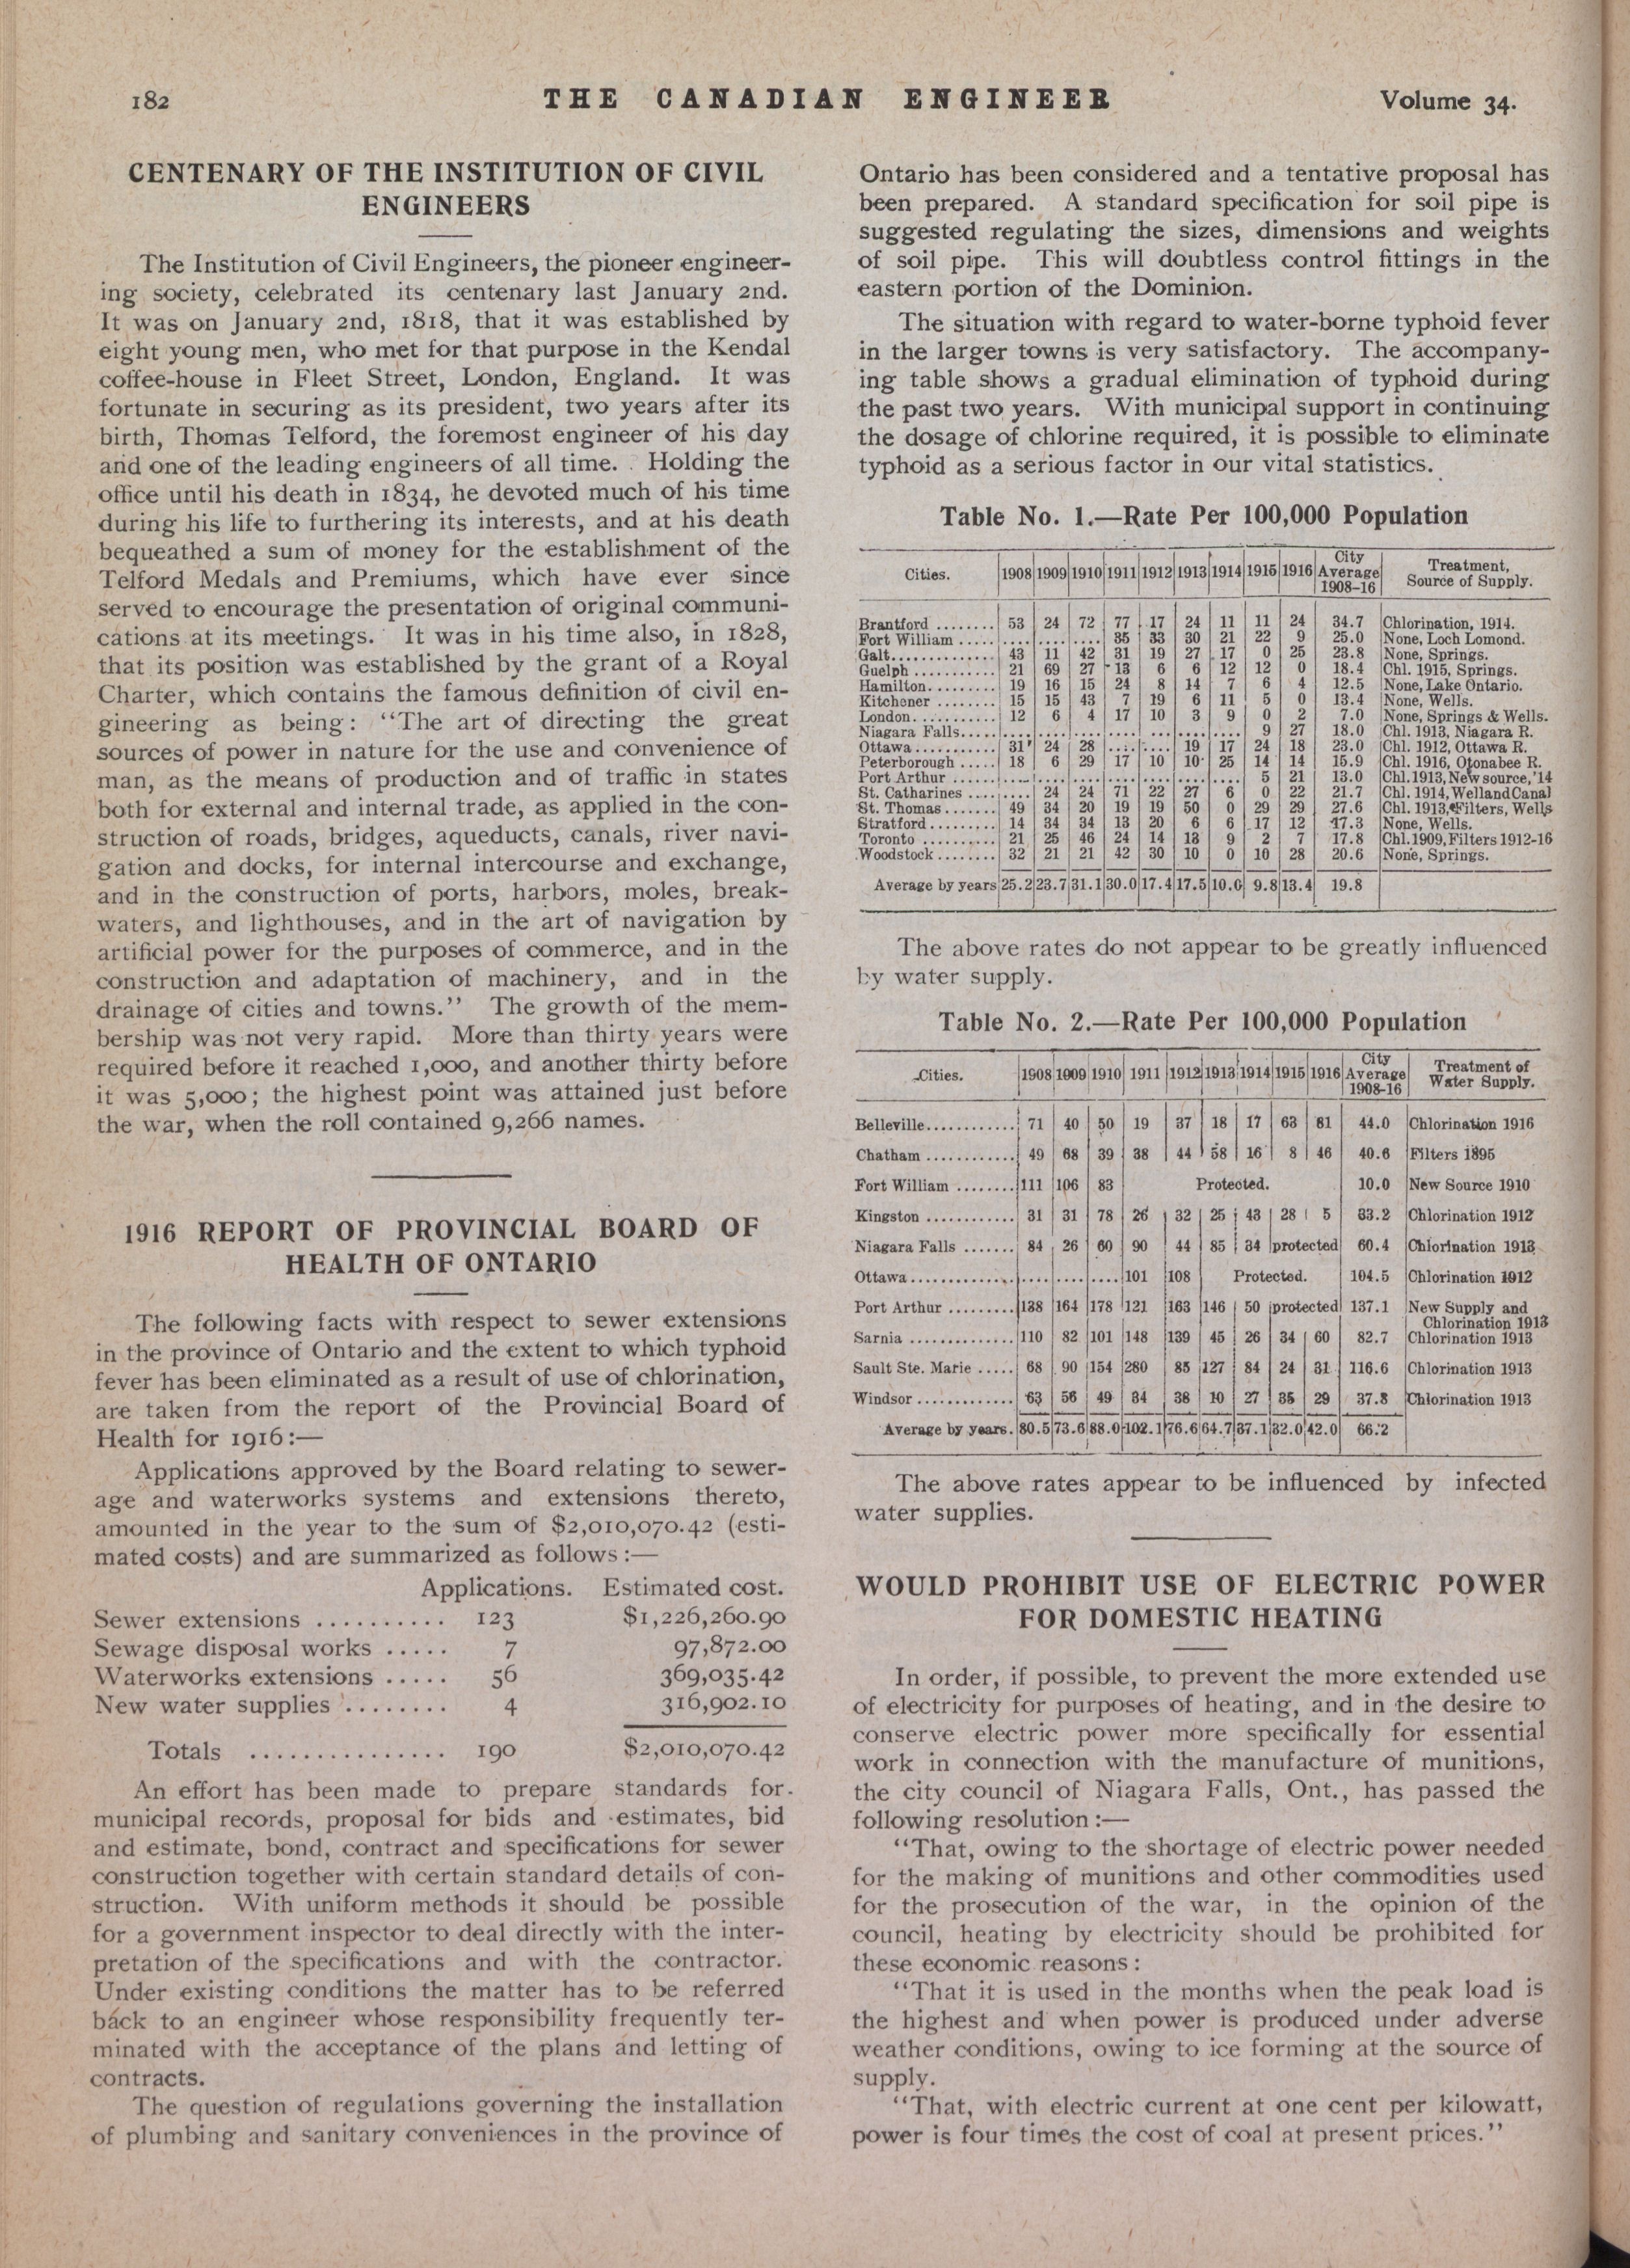 182
THE CANADIAN ENGINEER
Volume 34.
CENTENARY OF THE INSTITUTION OF CIVIL
ENGINEERS
The Institution of Civil Engineers, the pioneer engineer-
ing society, celebrated its centenary last January 2nd.
It was on January 2nd, 1818, that it was established by
eight young men, who met for that purpose in the Kendal
coffee-house in Fleet Street, London, England. It was
fortunate in securing as its president, two years after its
birth, Thomas Telford, the foremost engineer of his day
and one of the leading engineers of all time. Holding the
office until his death in 1834, he devoted much of his time
during his life to furthering its interests, and at his death
bequeathed a sum of money for the establishment of the
Telford Medals and Premiums, which have ever since
served to encourage the presentation of original communi-
cations at its meetings. It was in his time also, in 1828,
that its position was established by the grant of a Royal
Charter, which contains the famous definition of civil en-
gineering as being: "The art of directing the great
sources of power in nature for the use and convenience of
man, as the means of production and of traffic in states
both for external and internal trade, as applied in the con-
struction of roads, bridges, aqueducts, canals, river navi-
gation and docks, for internal intercourse and exchange,
and in the construction of ports, harbors, moles, break-
waters, and lighthouses, and in the art of navigation by
artificial power for the purposes of commerce, and in the
construction and adaptation of machinery, and in the
drainage of cities and towns." The growth of the mem-
bership was not very rapid. More than thirty years were
required before it reached 1,000, and another thirty before
it was 5,000; the highest point was attained just before
the war, when the roll contained 9,266 names.
1916 REPORT OF PROVINCIAL BOARD OF
HEALTH OF ONTARIO
The following facts with respect to sewer extensions
in the province of Ontario and the extent to which typhoid
fever has been eliminated as a result of use of chlorination,
are taken from the report of the Provincial Board of
Health for 1916:—
Applications approved by the Board relating to sewer-
age and waterworks systems and extensions thereto,
amounted in the year to the sum of $2,010,070.42 (esti-
mated costs) and are summarized as follows:—
Applications. Estimated cost.
Sewer extensions .......... 123 $1,226,260.90
Sewage disposal works ..... 7 97,872.00
Waterworks extensions ..... 56 369,035.42
New water supplies ........ 4 316,902.10
Totals ............... 190 $2,010,070.42
An effort has been made to prepare standards for
municipal records, proposal for bids and estimates, bid
and estimate, bond, contract and specifications for sewer
construction together with certain standard details of con-
struction. With uniform methods it should be possible
for a government inspector to deal directly with the inter-
pretation of the specifications and with the contractor.
Under existing conditions the matter has to be referred
back to an engineer whose responsibility frequently ter-
minated with the acceptance of the plans and letting of
contracts.
The question of regulations governing the installation
of plumbing and sanitary conveniences in the province of
Ontario has been considered and a tentative proposal has
been prepared. A standard specification for soil pipe is
suggested regulating the sizes, dimensions and weights
of soil pipe. This will doubtless control fittings in the
eastern portion of the Dominion.
The situation with regard to water-borne typhoid fever
in the larger towns is very satisfactory. The accompany-
ing table shows a gradual elimination of typhoid during
the past two years. With municipal support in continuing
the dosage of chlorine required, it is possible to eliminate
typhoid as a serious factor in our vital statistics.
Table No. 1.—Rate Per 100,000 Population
Cities. 1908 1909 1910 1911 1912 1913 1914 1915 1916 City Average 1908-16 Treatment, Source of Supply.
Brantford ........ 53 24 72 77 17 24 11 11 24 34.7 Chlorination, 1914.
Fort William ..... .... .... .... 35 33 30 21 22 9 25.0 None, Loch Lomond.
Galt.............. 43 11 42 31 19 27 17 0 25 23.8 None, Springs.
Guelph ........... 21 69 27 13 6 6 12 12 0 18.4 Chl. 1915, Springs.
Hamilton......... 19 16 15 24 8 14 7 6 4 12.5 None, Lake Ontario.
Kitchener ........ 15 15 43 7 19 6 11 5 0 13.4 None, Wells.
London........... 12 6 4 17 10 3 9 0 2 7.0 None, Springs & Wells.
Niagara Falls..... .... .... .... .... .... .... .... 9 27 18.0 Chl. 1913, Niagara R.
Ottawa........... 31 24 28 .... .... 19 17 24 18 23.0 Chl. 1912, Ottawa R.
Peterborough ..... 18 6 29 17 10 10 25 14 14 15.9 Chl. 1916, Otonabee R.
Port Arthur ...... .... .... .... .... .... .... .... 5 21 13.0 Chl. 1913, New source, '14
St. Catharines .... .... 24 24 71 22 27 6 0 22 21.7 Chl. 1914, Welland Canal
St. Thomas....... 49 34 20 19 19 50 0 29 29 27.6 Chl. 1913, Filters, Wells
Stratford......... 14 34 34 13 20 6 6 17 12 17.3 None, Wells.
Toronto .......... 21 25 46 24 14 13 9 2 7 17.8 Chl. 1909, Filters 1912-16
Woodstock........ 32 21 21 42 30 10 0 10 28 20.6 None, Springs.
Average by years 25.2 23.7 31.1 30.0 17.4 17.5 10.0 9.8 13.4 19.8
The above rates do not appear to be greatly influenced
by water supply.
Table No. 2.—Rate Per 100,000 Population
Cities. 1908 1909 1910 1911 1912 1913 1914 1915 1916 City Average 1908-16 Treatment of Water Supply.
Belleville............ 71 40 50 19 37 18 17 63 81 44.0 Chlorination 1916
Chatham ............ 49 68 39 38 44 58 16 8 46 40.6 Filters 1895
Fort William ........ 111 106 83 Protected. 10.0 New Source 1910
Kingston ............ 31 31 78 26 32 25 43 28 5 33.2 Chlorination 1912
Niagara Falls ....... 84 26 60 90 44 85 34 protected 60.4 Chlorination 1913
Ottawa............. .... .... .... 101 108 Protected. 104.5 Chlorination 1912
Port Arthur ......... 138 164 178 121 163 146 50 protected 137.1 New Supply and
Chlorination 1913
Sarnia .............. 110 82 101 148 139 45 26 34 60 82.7 Chlorination 1913
Sault Ste. Marie ..... 68 90 154 280 85 127 84 24 31 116.6 Chlorination 1913
Windsor ............. 63 56 49 34 38 10 27 35 29 37.8 Chlorination 1913
Average by years. 80.5 73.6 88.0 102.1 76.6 64.7 37.1 32.0 42.0 66.2
The above rates appear to be influenced by infected
water supplies.
WOULD PROHIBIT USE OF ELECTRIC POWER
FOR DOMESTIC HEATING
In order, if possible, to prevent the more extended use
of electricity for purposes of heating, and in the desire to
conserve electric power more specifically for essential
work in connection with the manufacture of munitions,
the city council of Niagara Falls, Ont., has passed the
following resolution:—
"That, owing to the shortage of electric power needed
for the making of munitions and other commodities used
for the prosecution of the war, in the opinion of the
council, heating by electricity should be prohibited for
these economic reasons:
"That it is used in the months when the peak load is
the highest and when power is produced under adverse
weather conditions, owing to ice forming at the source of
supply.
"That, with electric current at one cent per kilowatt,
power is four times the cost of coal at present prices."